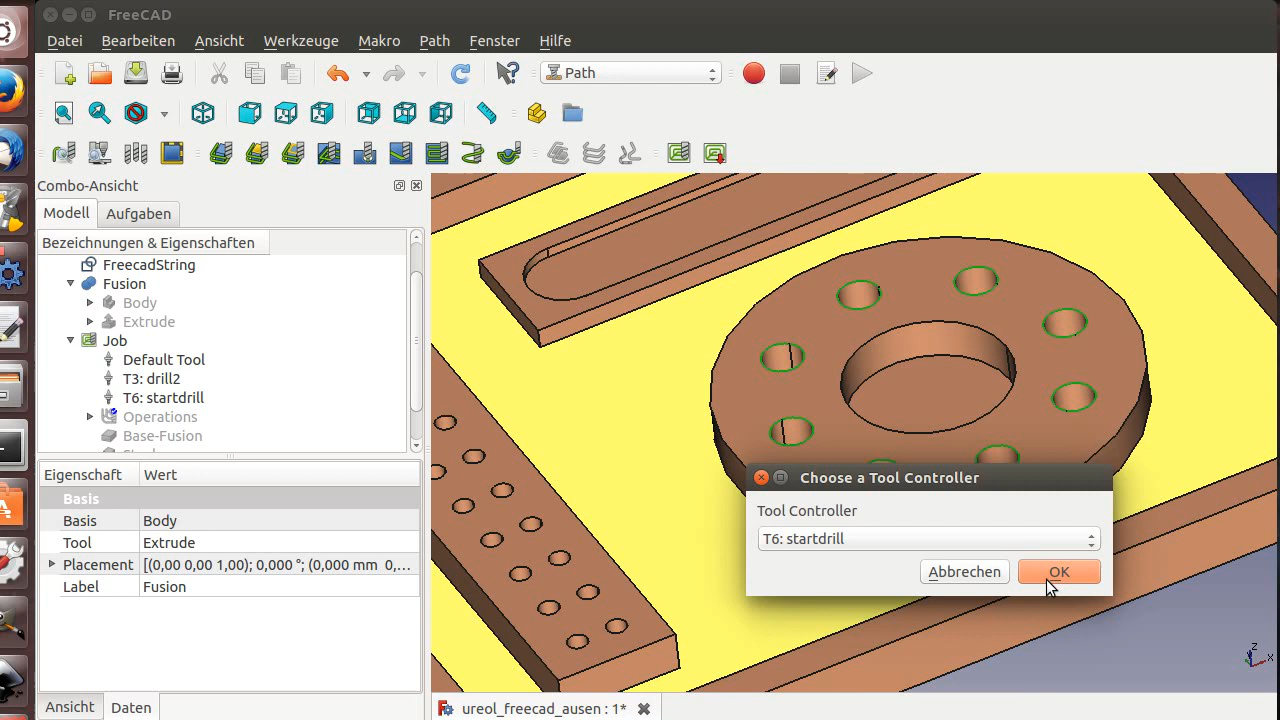 FreeCAD
Datei Bearbeiten Ansicht Werkzeuge Makro Path Fenster Hilfe
Path
Combo-Ansicht
Modell Aufgaben
Bezeichnungen & Eigenschaften
FreecadString
Fusion
Body
Extrude
Job
Default Tool
T3: drill2
T6: startdrill
Operations
Base-Fusion
Eigenschaft Wert
Basis
Basis Body
Tool Extrude
Placement [(0,00 0,00 1,00); 0,000 °; (0,000 mm 0,...
Label Fusion
Ansicht Daten
Choose a Tool Controller
Tool Controller
T6: startdrill
Abbrechen OK
Z
X
ureol_freecad_ausen : 1*